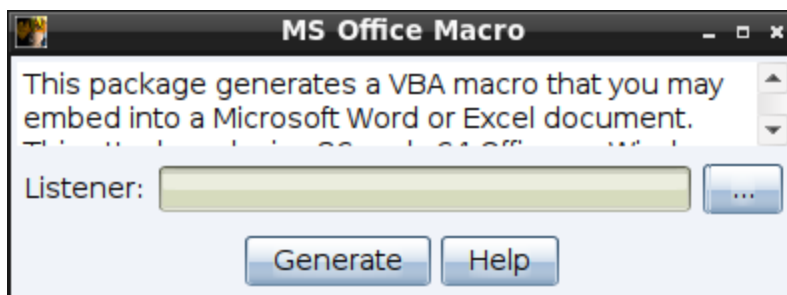 MS Office Macro
This package generates a VBA macro that you may
embed into a Microsoft Word or Excel document.
Listener:
...
Generate
Help